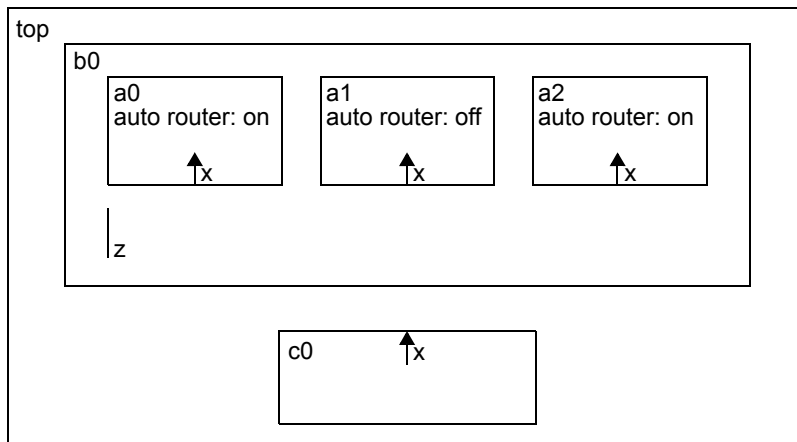 top
b0
a0
auto router: on
x
a1
auto router: off
x
a2
auto router: on
x
z
c0
x